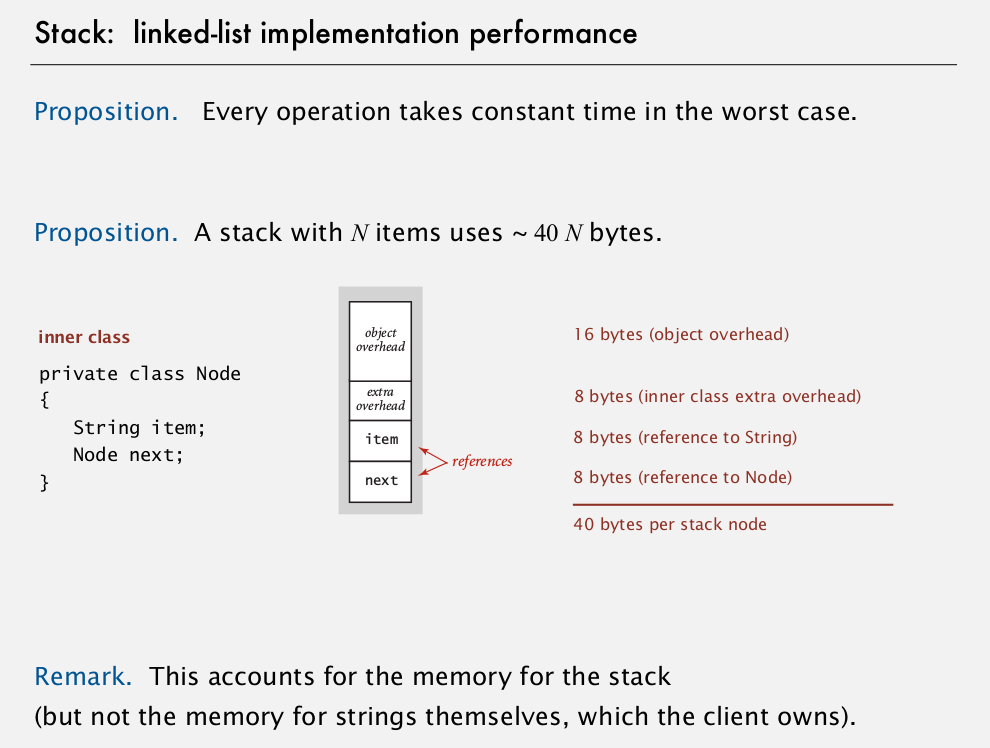 Stack: linked-list implementation performance
Proposition. Every operation takes constant time in the worst case.
Proposition. A stack with N items uses ~ 40 N bytes.
inner class
private class Node
{
String item;
Node next;
}
object
overhead
extra
overhead
item
next
references
16 bytes (object overhead)
8 bytes (inner class extra overhead)
8 bytes (reference to String)
8 bytes (reference to Node)
40 bytes per stack node
Remark. This accounts for the memory for the stack
(but not the memory for strings themselves, which the client owns).